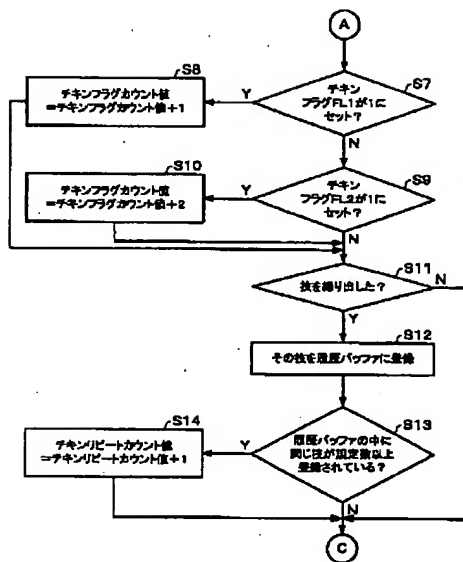 A
S8
チキンフラグカウント値
=チキンフラグカウント値+1
Y
S7
チキン
フラグFL1が1に
セット?
N
S10
チキンフラグカウント値
=チキンフラグカウント値+2
Y
S9
チキン
フラグFL2が1に
セット?
N
S11
技を繰り出した?
N
Y
S12
その技を履歴バッファに登録
S14
チキンリピートカウント値
=チキンリピートカウント値+1
Y
S13
履歴バッファの中に
同じ技が規定数以上
登録されている?
N
C